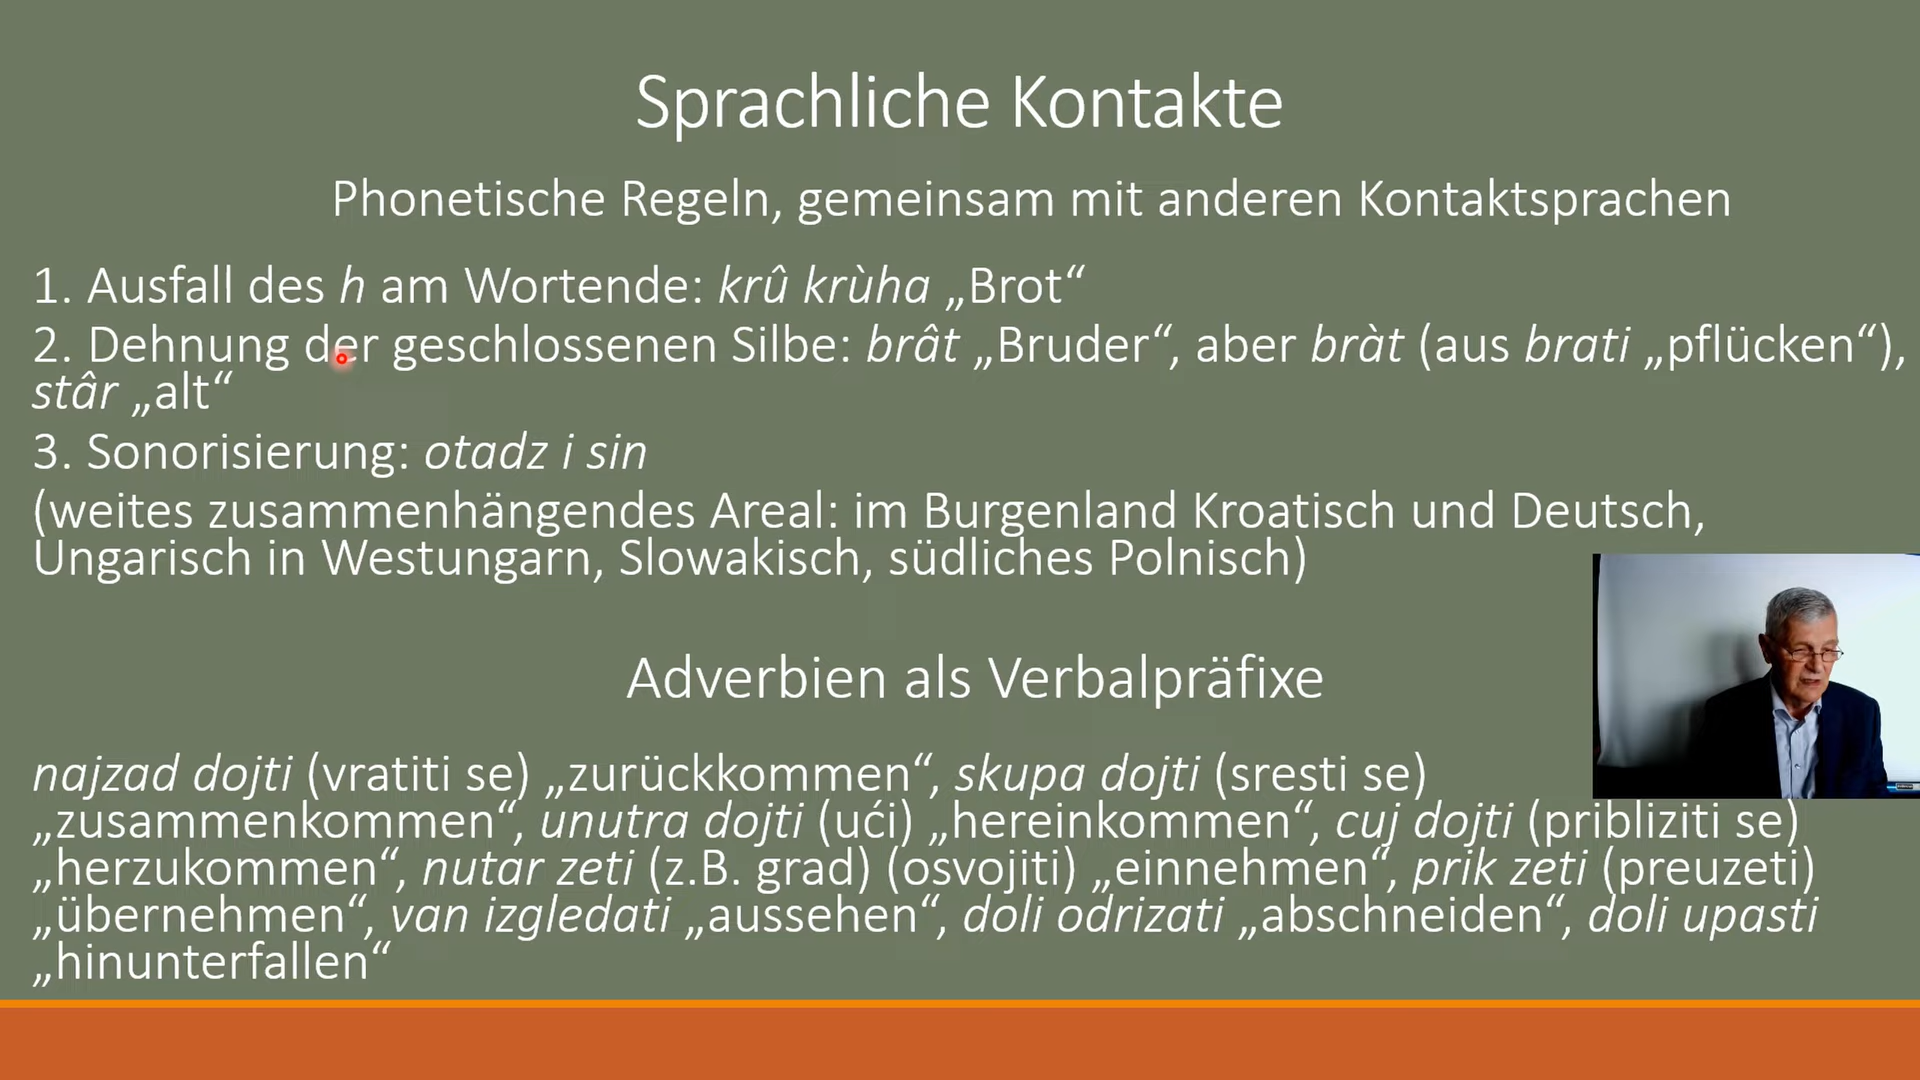 Sprachliche Kontakte
Phonetische Regeln, gemeinsam mit anderen Kontaktsprachen
1. Ausfall des h am Wortende: krû krùha „Brot“
2. Dehnung der geschlossenen Silbe: brât „Bruder“, aber bràt (aus brati „pflücken“),
stâr „alt“
3. Sonorisierung: otadz i sin
(weites zusammenhängendes Areal: im Burgenland Kroatisch und Deutsch,
Ungarisch in Westungarn, Slowakisch, südliches Polnisch)
Adverbien als Verbalpräfixe
najzad dojti (vratiti se) „zurückkommen“, skupa dojti (sresti se)
„zusammenkommen“, unutra dojti (ući) „hereinkommen“, cuj dojti (pribliziti se)
„herzukommen“, nutar zeti (z.B. grad) (osvojiti) „einnehmen“, prik zeti (preuzeti)
„übernehmen“, van izgledati „aussehen“, doli odrizati „abschneiden“, doli upasti
„hinunterfallen“